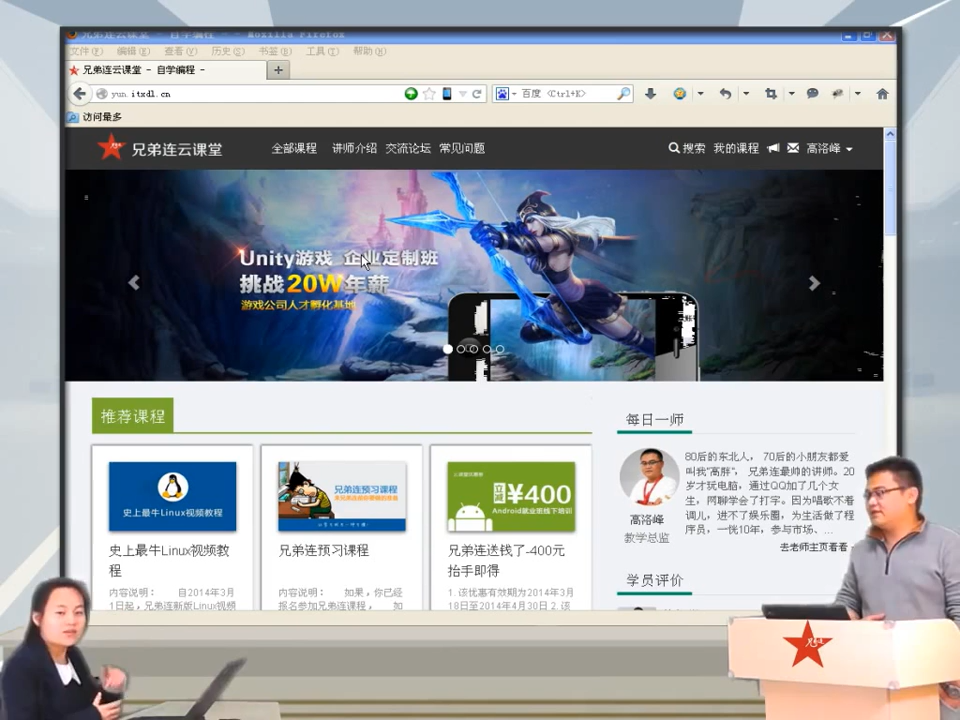 兄弟连云课堂 - 自学编程 - - Mozilla Firefox
文件(F) 编辑(E) 查看(V) 历史(S) 书签(B) 工具(T) 帮助(H)
兄弟连云课堂 - 自学编程 -
yun.itxdl.cn
百度 <Ctrl+K>
访问最多
兄弟连云课堂
全部课程 讲师介绍 交流论坛 常见问题
搜索 我的课程 高洛峰
Unity游戏 企业定制班
挑战20W年薪
游戏公司人才孵化基地
推荐课程
史上最牛Linux视频教程
史上最牛Linux视频教
程
内容说明: 自2014年3月
1日起,兄弟连新版Linux视频
兄弟连预习课程
兄弟连预习课程
内容说明: 如果,你已经
报名参加兄弟连课程, 如
立减¥400
Android就业班线下培训
兄弟连送钱了-400元
抬手即得
1. 该优惠有效期为2014年3月
18日至2014年4月30日 2. 该
每日一师
80后的东北人, 70后的小朋友都爱
叫我"高胖", 兄弟连最帅的讲师。20
岁才玩电脑,通过QQ加了几个女
生,网聊学会了打字。因为唱歌不着
调儿,进不了娱乐圈,为生活做了程
序员,一恍10年,参与市场、...
高洛峰
教学总监
去老师主页看看
学员评价